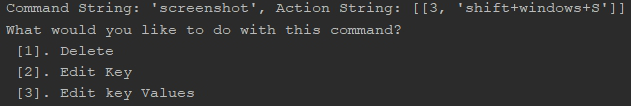 Command String: 'screenshot', Action String: [[3, 'shift+windows+S']]
What would you like to do with this command?
[1]. Delete
[2]. Edit Key
[3]. Edit key Values